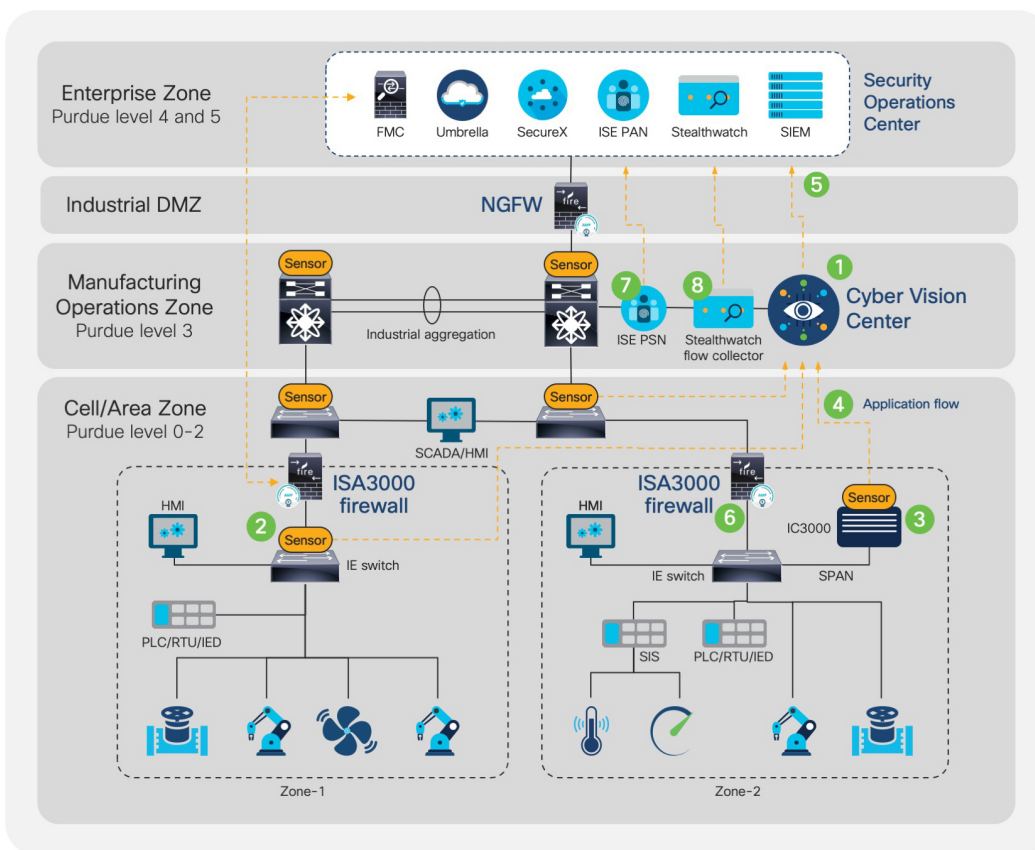 Enterprise Zone
Purdue level 4 and 5
FMC
Umbrella
SecureX
ISE PAN
Stealthwatch
SIEM
Security
Operations
Center
5
Industrial DMZ
NGFW
fire
Manufacturing
Operations Zone
Purdue level 3
Sensor
Industrial aggregation
Sensor
7
ISE PSN
8
Stealthwatch
flow collector
1
Cyber Vision
Center
Cell/Area Zone
Purdue level 0-2
Sensor
SCADA/HMI
Sensor
4
Application flow
fire
ISA3000
firewall
HMI
2
Sensor
IE switch
PLC/RTU/IED
Zone-1
ISA3000
firewall
fire
6
HMI
IE switch
Sensor
IC3000
3
SPAN
SIS
PLC/RTU/IED
Zone-2